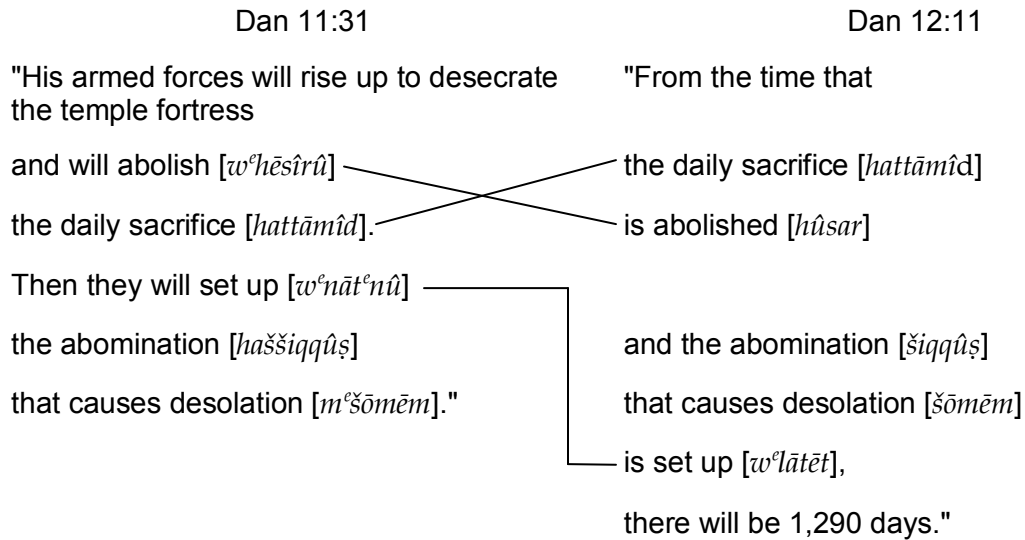 Dan 11:31
Dan 12:11
"His armed forces will rise up to desecrate
the temple fortress
"From the time that
and will abolish [wᵉhēsîrû]
the daily sacrifice [hattāmîd]
the daily sacrifice [hattāmîd].
is abolished [hûsar]
Then they will set up [wᵉnātᵉnû]
the abomination [haššiqqûṣ]
and the abomination [šiqqûṣ]
that causes desolation [mᵉšōmēm]."
that causes desolation [šōmēm]
is set up [wᵉlātēt],
there will be 1,290 days."